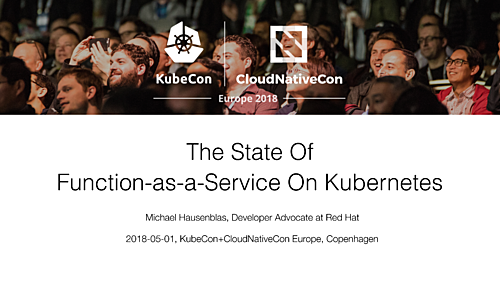 KubeCon
CloudNativeCon
Europe 2018
The State Of
Function-as-a-Service On Kubernetes
Michael Hausenblas, Developer Advocate at Red Hat
2018-05-01, KubeCon+CloudNativeCon Europe, Copenhagen